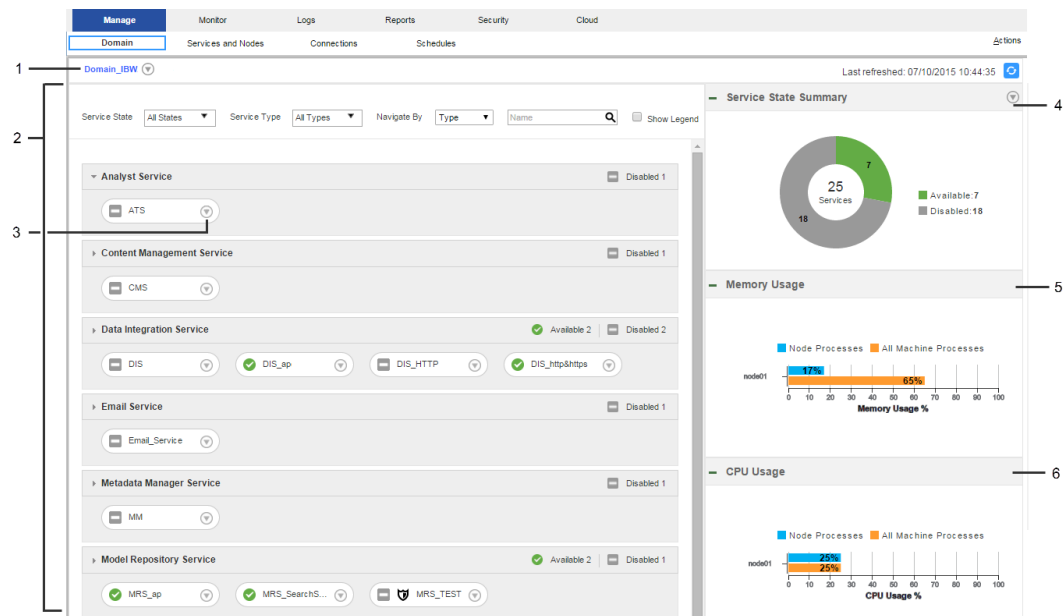 Manage Monitor Logs Reports Security Cloud
Domain Services and Nodes Connections Schedules Actions
1 Domain_IBW Last refreshed: 07/10/2015 10:44:35
2
Service State All States Service Type All Types Navigate By Type Name Show Legend
Analyst Service Disabled 1
ATS
3
Content Management Service Disabled 1
CMS
Data Integration Service Available 2 Disabled 2
DIS DIS_ap DIS_HTTP DIS_http&https
Email Service Disabled 1
Email_Service
Metadata Manager Service Disabled 1
MM
Model Repository Service Available 2 Disabled 1
MRS_ap MRS_SearchS... MRS_TEST
Service State Summary
4
7
25
Services
18
Available:7
Disabled:18
Memory Usage
5
Node Processes All Machine Processes
17%
node01
65%
0 10 20 30 40 50 60 70 80 90 100
Memory Usage %
CPU Usage
6
Node Processes All Machine Processes
25%
node01
25%
0 10 20 30 40 50 60 70 80 90 100
CPU Usage %